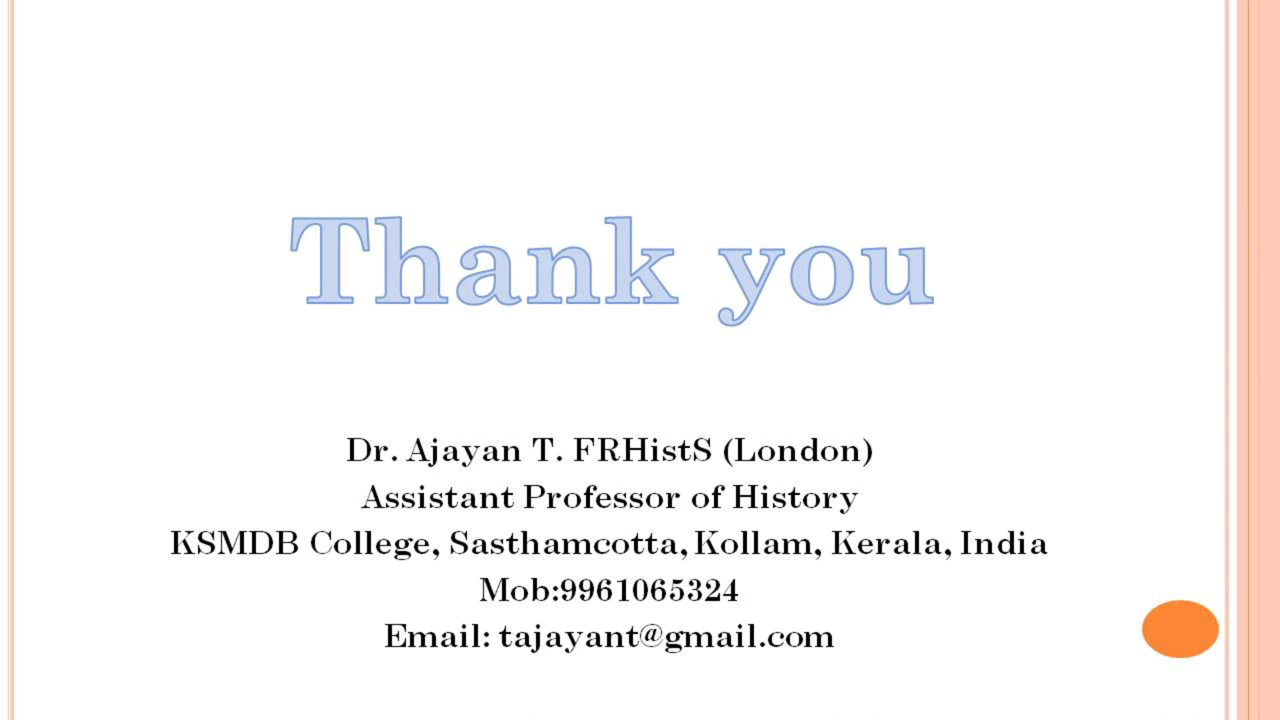 Thank you
Dr. Ajayan T. FRHistS (London)
Assistant Professor of History
KSMDB College, Sasthamcotta, Kollam, Kerala, India
Mob:9961065324
Email: tajayant@gmail.com